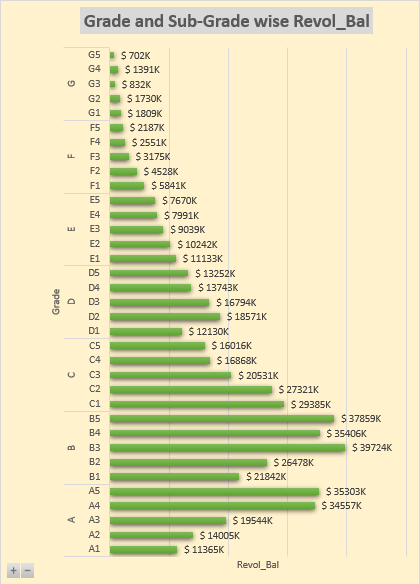 Grade and Sub-Grade wise Revol_Bal
G5 $ 702K
G4 $ 1391K
G3 $ 832K
G2 $ 1730K
G1 $ 1809K
G
F5 $ 2187K
F4 $ 2551K
F3 $ 3175K
F2 $ 4528K
F1 $ 5841K
F
E5 $ 7670K
E4 $ 7991K
E3 $ 9039K
E2 $ 10242K
E1 $ 11133K
E
D5 $ 13252K
D4 $ 13743K
D3 $ 16794K
D2 $ 18571K
D1 $ 12130K
D
Grade
C5 $ 16016K
C4 $ 16868K
C3 $ 20531K
C2 $ 27321K
C1 $ 29385K
C
B5 $ 37859K
B4 $ 35406K
B3 $ 39724K
B2 $ 26478K
B1 $ 21842K
B
A5 $ 35303K
A4 $ 34557K
A3 $ 19544K
A2 $ 14005K
A1 $ 11365K
A
Revol_Bal
+ −